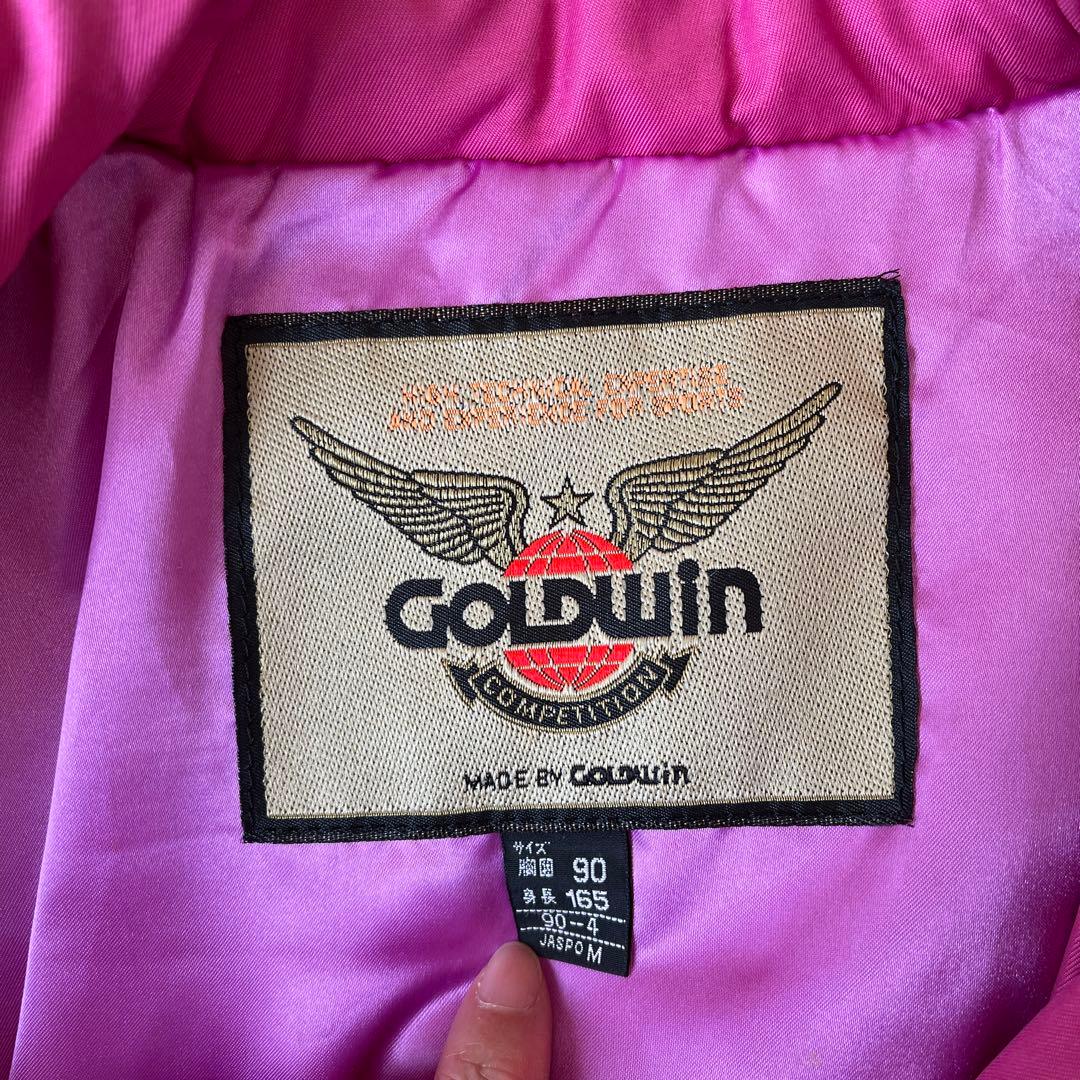 HIGH TECHNICAL EXPERTISE
AND EXPERIENCE FOR SPORTS
GOLDWin
COMPETITION
MADE BY GOLDWin
サイズ
胸囲 90
身長 165
90--4
JASPO M